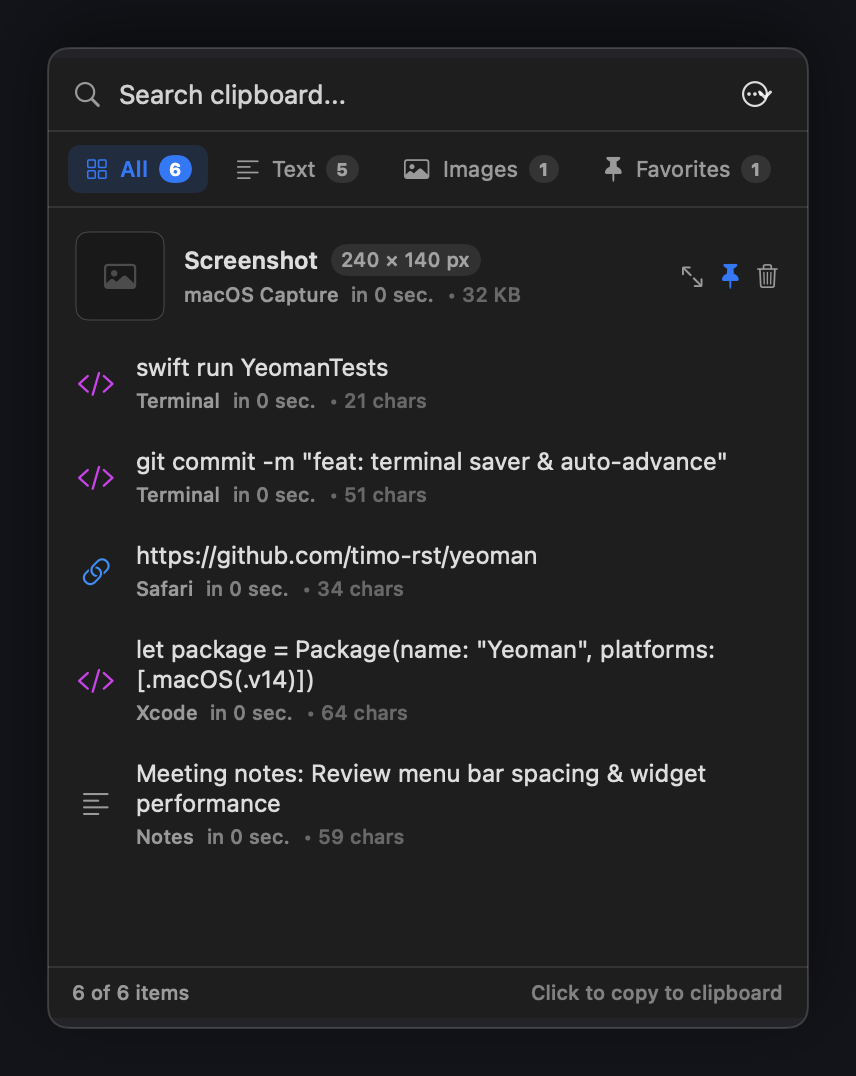 Search clipboard...
All 6 Text 5 Images 1 Favorites 1
Screenshot 240 × 140 px
macOS Capture in 0 sec. • 32 KB
swift run YeomanTests
Terminal in 0 sec. • 21 chars
git commit -m "feat: terminal saver & auto-advance"
Terminal in 0 sec. • 51 chars
https://github.com/timo-rst/yeoman
Safari in 0 sec. • 34 chars
let package = Package(name: "Yeoman", platforms:
[.macOS(.v14)])
Xcode in 0 sec. • 64 chars
Meeting notes: Review menu bar spacing & widget
performance
Notes in 0 sec. • 59 chars
6 of 6 items Click to copy to clipboard